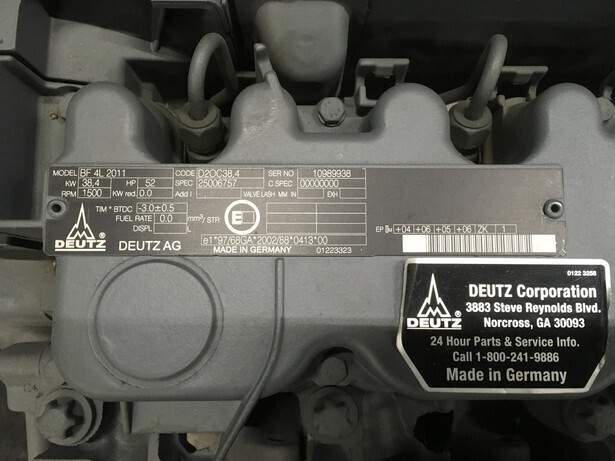 MODEL BF 4L 2011 CODE D2OC38,4 SER NO 10989938
KW 38,4 HP 52 SPEC 25006757 C.SPEC 00000000
RPM 1500 KW red. 0.0 Add I VALVE LASH MM IN EXH
TIM ° BTDC -3.0±0.5
FUEL RATE 0.0 mm³/STR
DISPL L
E
DEUTZ
DEUTZ AG
e1*97/68GA*2002/88*0413*00
MADE IN GERMANY 01223323
EP +04 +06 +05 +06 ZK 1
0122 3258
DEUTZ
DEUTZ Corporation
3883 Steve Reynolds Blvd.
Norcross, GA 30093
24 Hour Parts & Service Info.
Call 1-800-241-9886
Made in Germany